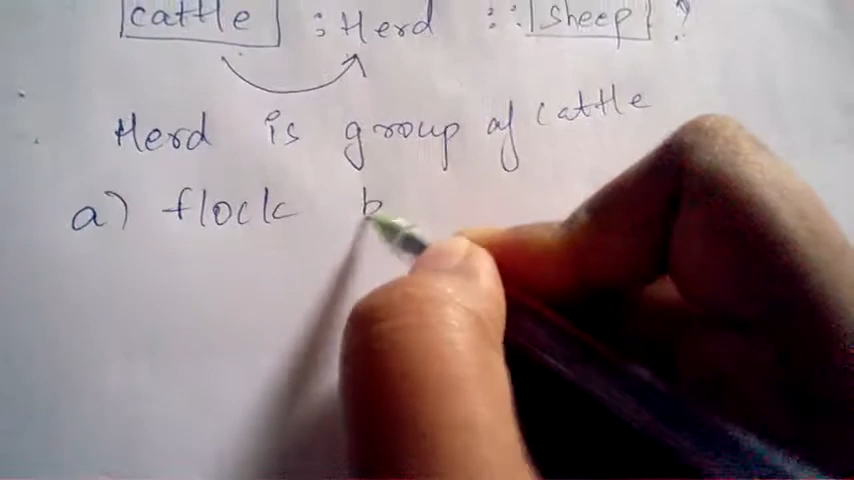 cattle : Herd :: sheep ?
Herd is group of cattle
a) flock b